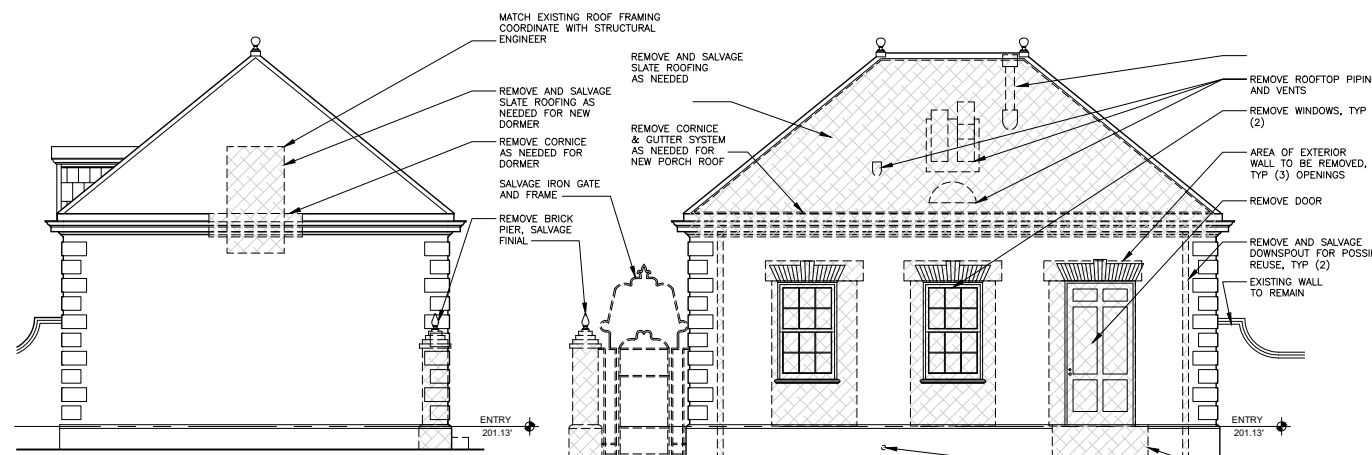 MATCH EXISTING ROOF FRAMING
COORDINATE WITH STRUCTURAL
ENGINEER
REMOVE AND SALVAGE
SLATE ROOFING AS
NEEDED FOR NEW
DORMER
REMOVE CORNICE
AS NEEDED FOR
DORMER
SALVAGE IRON GATE
AND FRAME
REMOVE BRICK
PIER, SALVAGE
FINIAL
ENTRY
201.13'
REMOVE AND SALVAGE
SLATE ROOFING
AS NEEDED
REMOVE CORNICE
& GUTTER SYSTEM
AS NEEDED FOR
NEW PORCH ROOF
REMOVE ROOFTOP PIPIN
AND VENTS
REMOVE WINDOWS, TYP
(2)
AREA OF EXTERIOR
WALL TO BE REMOVED,
TYP (3) OPENINGS
REMOVE DOOR
REMOVE AND SALVAGE
DOWNSPOUT FOR POSSI
REUSE, TYP (2)
EXISTING WALL
TO REMAIN
ENTRY
201.13'